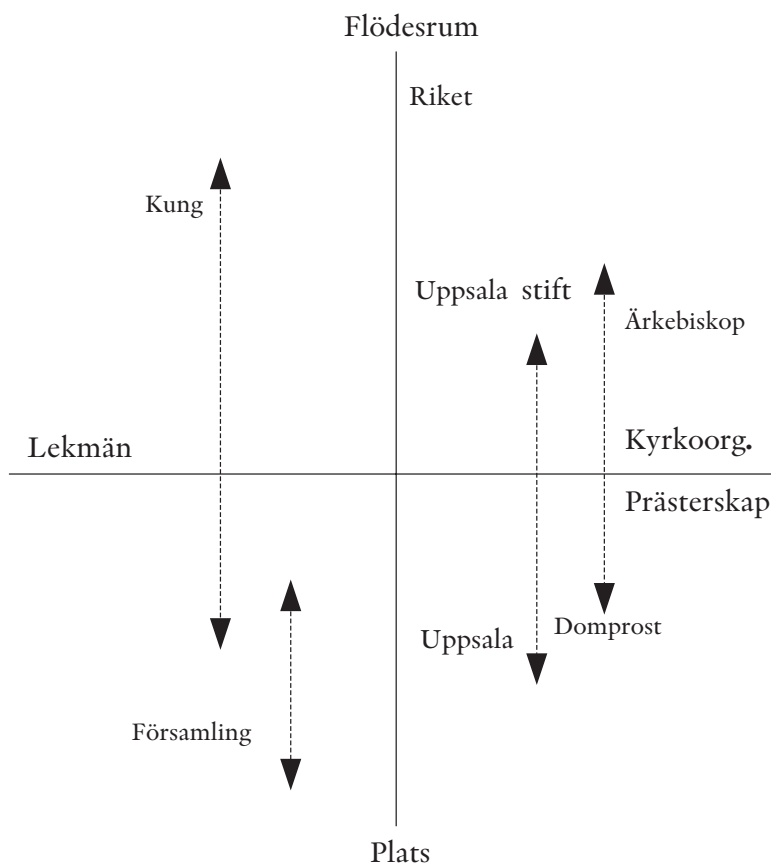 Flödesrum
Riket
Kung
Uppsala stift
Ärkebiskop
Lekmän
Kyrkoorg.
Prästerskap
Uppsala
Domprost
Församling
Plats